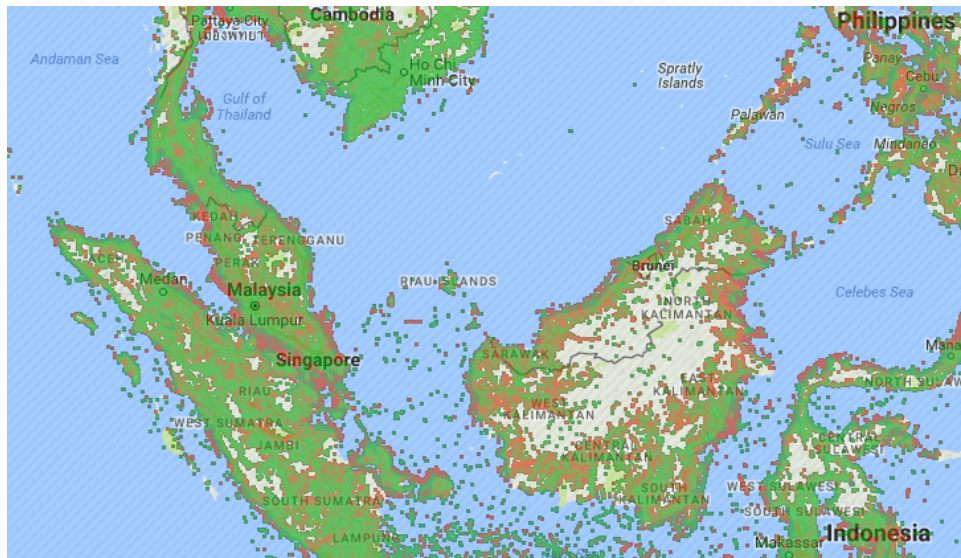 Pattaya City
เมืองพัทยา
Cambodia
Philippines
Andaman Sea
Ho Chi
Minh City
Spratly
Islands
Panay
Cebu
Gulf of
Thailand
Palawan
Negros
Sulu Sea
Mindanao
KEDAH
PENANG
TERENGGANU
SABAH
ACEH
PERAK
Medan
Malaysia
RIAU ISLANDS
Brunei
Kuala Lumpur
NORTH
KALIMANTAN
Celebes Sea
Singapore
SARAWAK
Mana
RIAU
EAST
KALIMANTAN
NORTH SULAW
WEST SUMATRA
WEST
KALIMANTAN
JAMBI
CENTRAL
KALIMANTAN
CENTRAL
SULAWESI
SOUTH SUMATRA
SOUTH
KALIMANTAN
WEST SULAWESI
SOUTH SULAWESI
LAMPUNG
Makassar
Indonesia